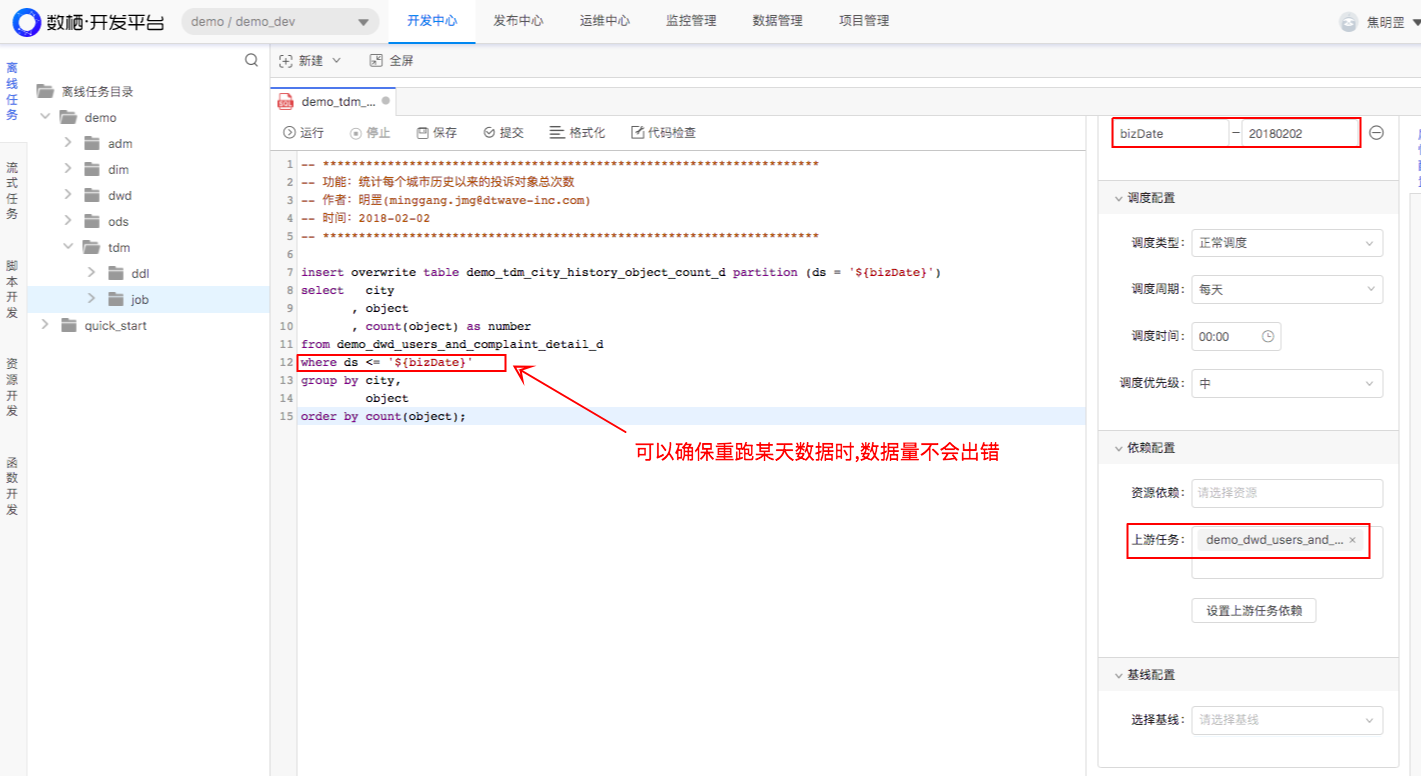 数栖·开发平台
demo / demo_dev
开发中心
发布中心
运维中心
监控管理
数据管理
项目管理
焦明罡
离线任务
流式任务
脚本开发
资源开发
函数开发
离线任务目录
demo
adm
dim
dwd
ods
tdm
ddl
job
quick_start
新建
全屏
SQL demo_tdm_...
运行
停止
保存
提交
格式化
代码检查
1 -- *********************************************************************
2 -- 功能：统计每个城市历史以来的投诉对象总次数
3 -- 作者：明罡(minggang.jmg@dtwave-inc.com)
4 -- 时间：2018-02-02
5 -- *********************************************************************
6
7 insert overwrite table demo_tdm_city_history_object_count_d partition (ds = '${bizDate}')
8 select   city
9        , object
10        , count(object) as number
11 from demo_dwd_users_and_complaint_detail_d
12 where ds <= '${bizDate}'
13 group by city,
14          object
15 order by count(object);
可以确保重跑某天数据时,数据量不会出错
bizDate – 20180202
调度配置
调度类型： 正常调度
调度周期： 每天
调度时间： 00:00
调度优先级： 中
依赖配置
资源依赖： 请选择资源
上游任务： demo_dwd_users_and_... ×
设置上游任务依赖
基线配置
选择基线： 请选择基线